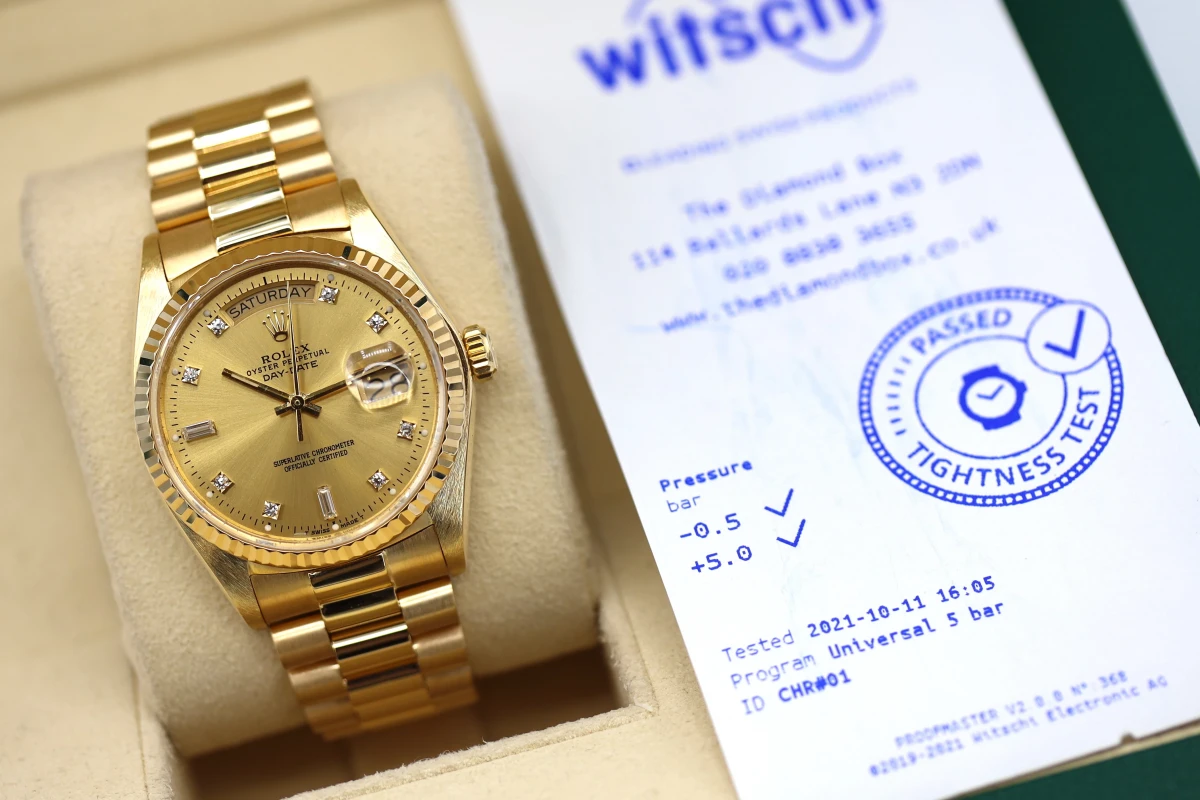 SATURDAY
ROLEX
OYSTER PERPETUAL
DAY-DATE
SUPERLATIVE CHRONOMETER
OFFICIALLY CERTIFIED
SWISS MADE
witschi
The Diamond Box
114 Ballards Lane N3 2DN
020 8830 3655
www.thediamondbox.co.uk
PASSED
TIGHTNESS TEST
Pressure
bar
-0.5
+5.0
Tested 2021-10-11 16:05
Program Universal 5 bar
ID CHR#01
PROOFMASTER V2.0.0 N° 368
©2019-2021 Witschi Electronic AG